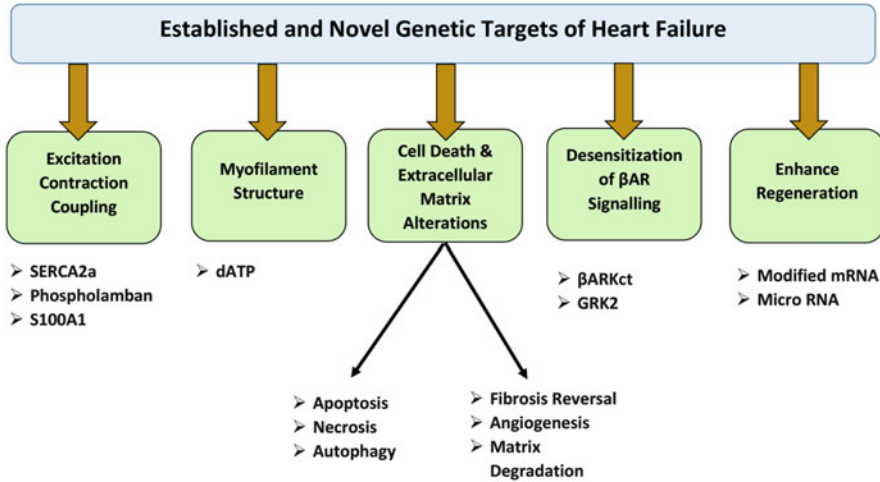 Established and Novel Genetic Targets of Heart Failure
Excitation
Contraction
Coupling
Myofilament
Structure
Cell Death &
Extracellular
Matrix
Alterations
Desensitization
of βAR
Signalling
Enhance
Regeneration
➢ SERCA2a
➢ Phospholamban
➢ S100A1
➢ dATP
➢ βARKct
➢ GRK2
➢ Modified mRNA
➢ Micro RNA
➢ Apoptosis
➢ Necrosis
➢ Autophagy
➢ Fibrosis Reversal
➢ Angiogenesis
➢ Matrix
Degradation